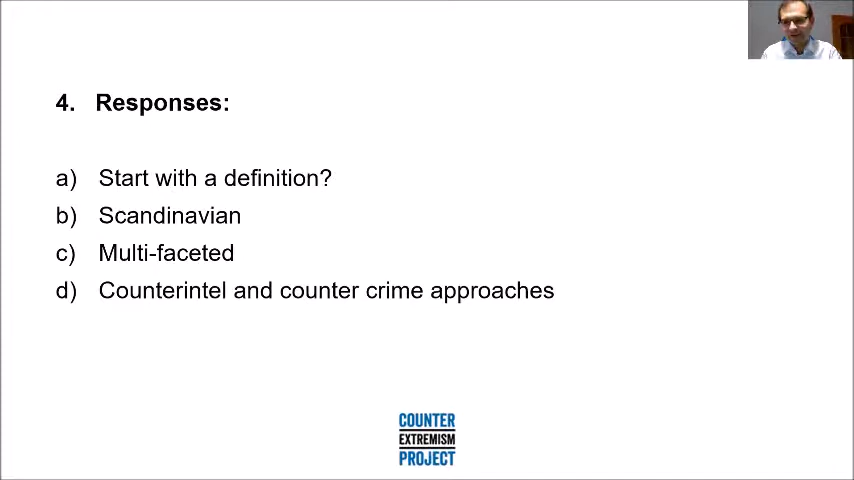 4. Responses:
a) Start with a definition?
b) Scandinavian
c) Multi-faceted
d) Counterintel and counter crime approaches
COUNTER
EXTREMISM
PROJECT